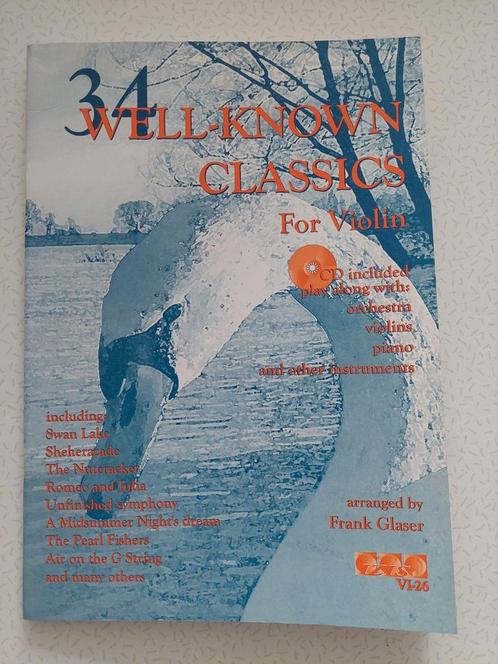 34
WELL-KNOWN
CLASSICS
For Violin
CD included
play along with:
orchestra
violins
piano
and other instruments
including:
Swan Lake
Sheherazade
The Nutcracker
Romeo and Julia
Unfinished symphony
A Midsummer Night's dream
The Pearl Fishers
Air on the G String
and many others
arranged by
Frank Glaser
VI-26